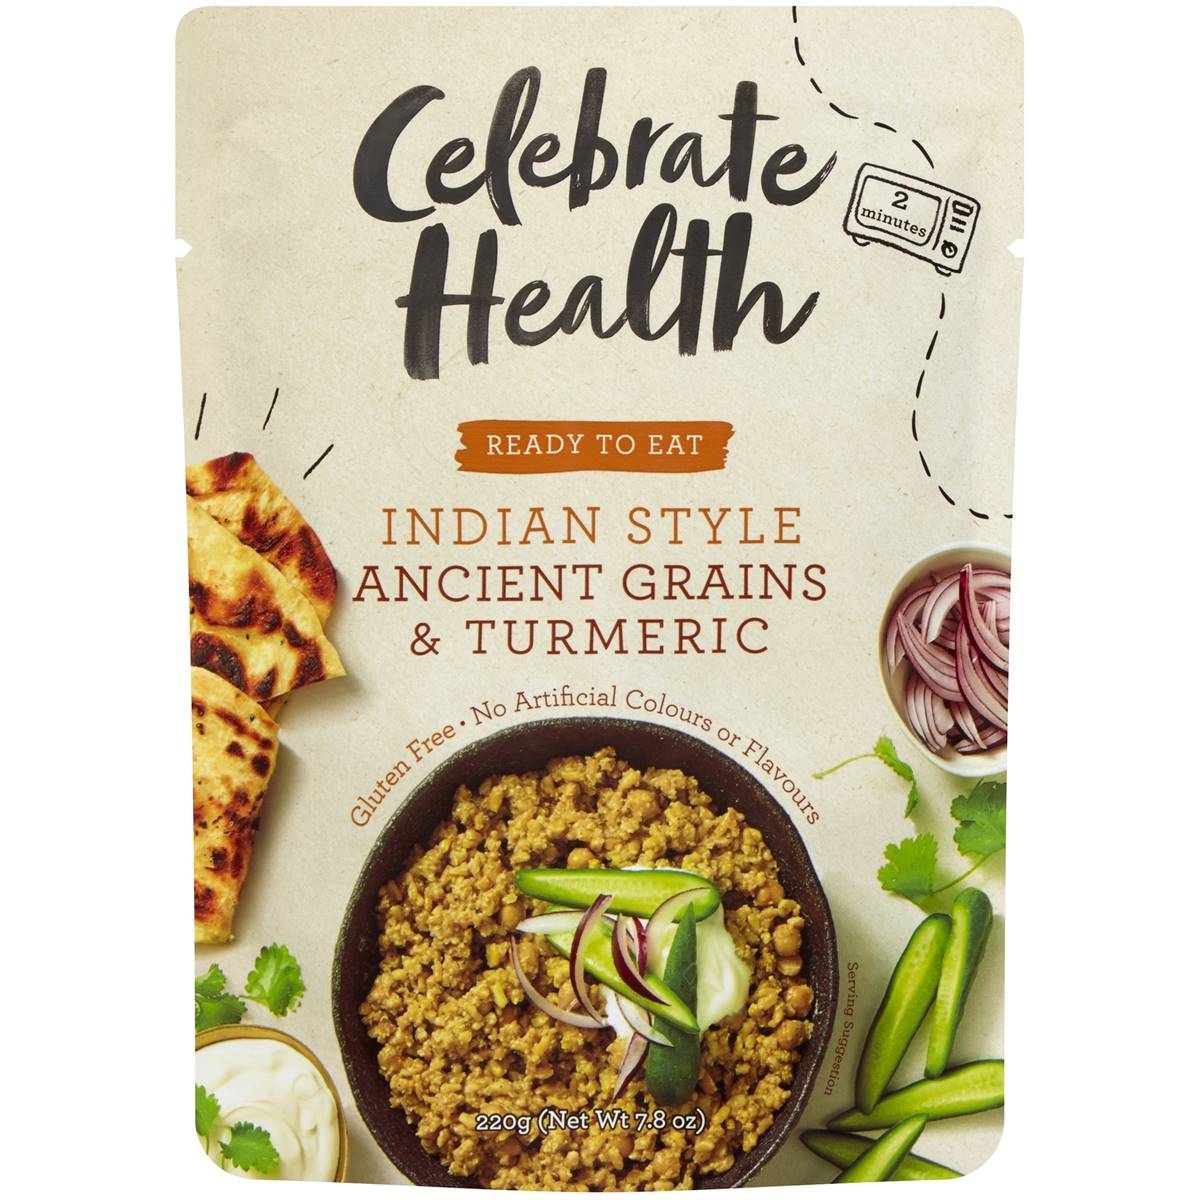 Celebrate
Health
2
minutes
READY TO EAT
INDIAN STYLE
ANCIENT GRAINS
& TURMERIC
Gluten Free • No Artificial Colours or Flavours
Serving Suggestion
220g (Net Wt 7.8 oz)